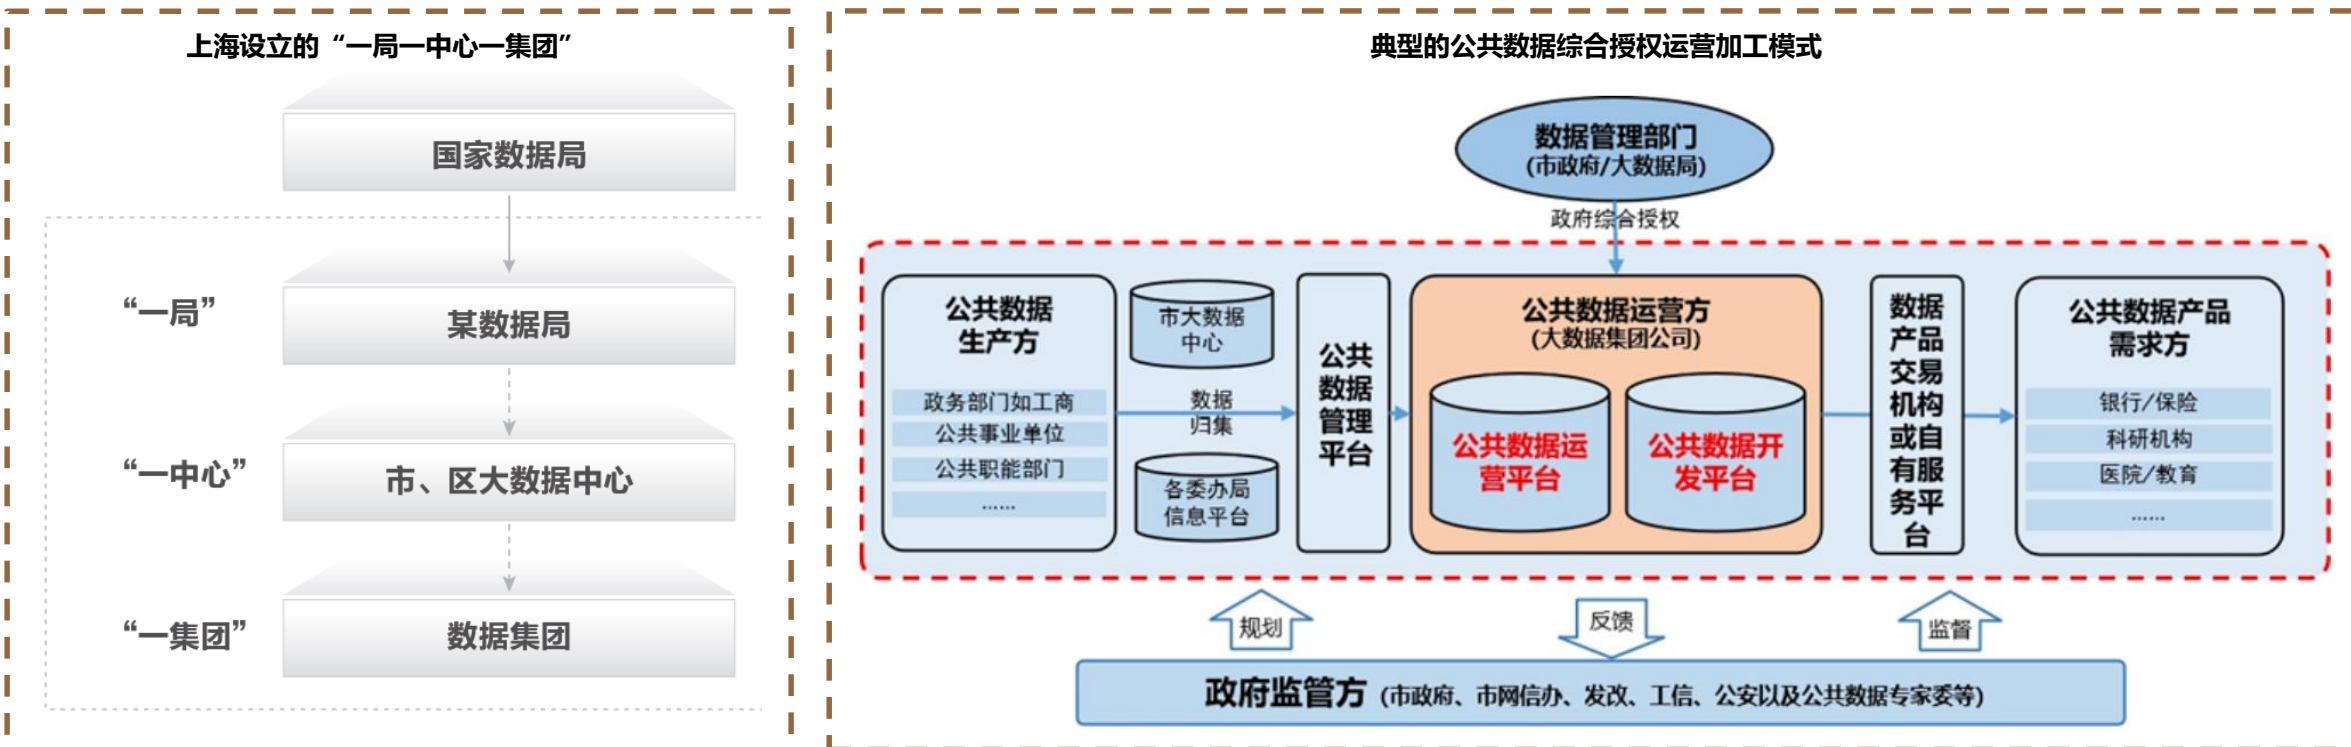 上海设立的“一局一中心一集团”
国家数据局
“一局”
某数据局
“一中心”
市、区大数据中心
“一集团”
数据集团
典型的公共数据综合授权运营加工模式
数据管理部门
(市政府/大数据局)
政府综合授权
公共数据
生产方
政务部门如工商
公共事业单位
公共职能部门
……
市大数据
中心
数据
归集
各委办局
信息平台
公共
数据
管理
平台
公共数据运营方
(大数据集团公司)
公共数据运
营平台
公共数据开
发平台
数据
产品
交易
机构
或自
有服
务平
台
公共数据产品
需求方
银行/保险
科研机构
医院/教育
……
规划
反馈
监督
政府监管方 (市政府、市网信办、发改、工信、公安以及公共数据专家委等)